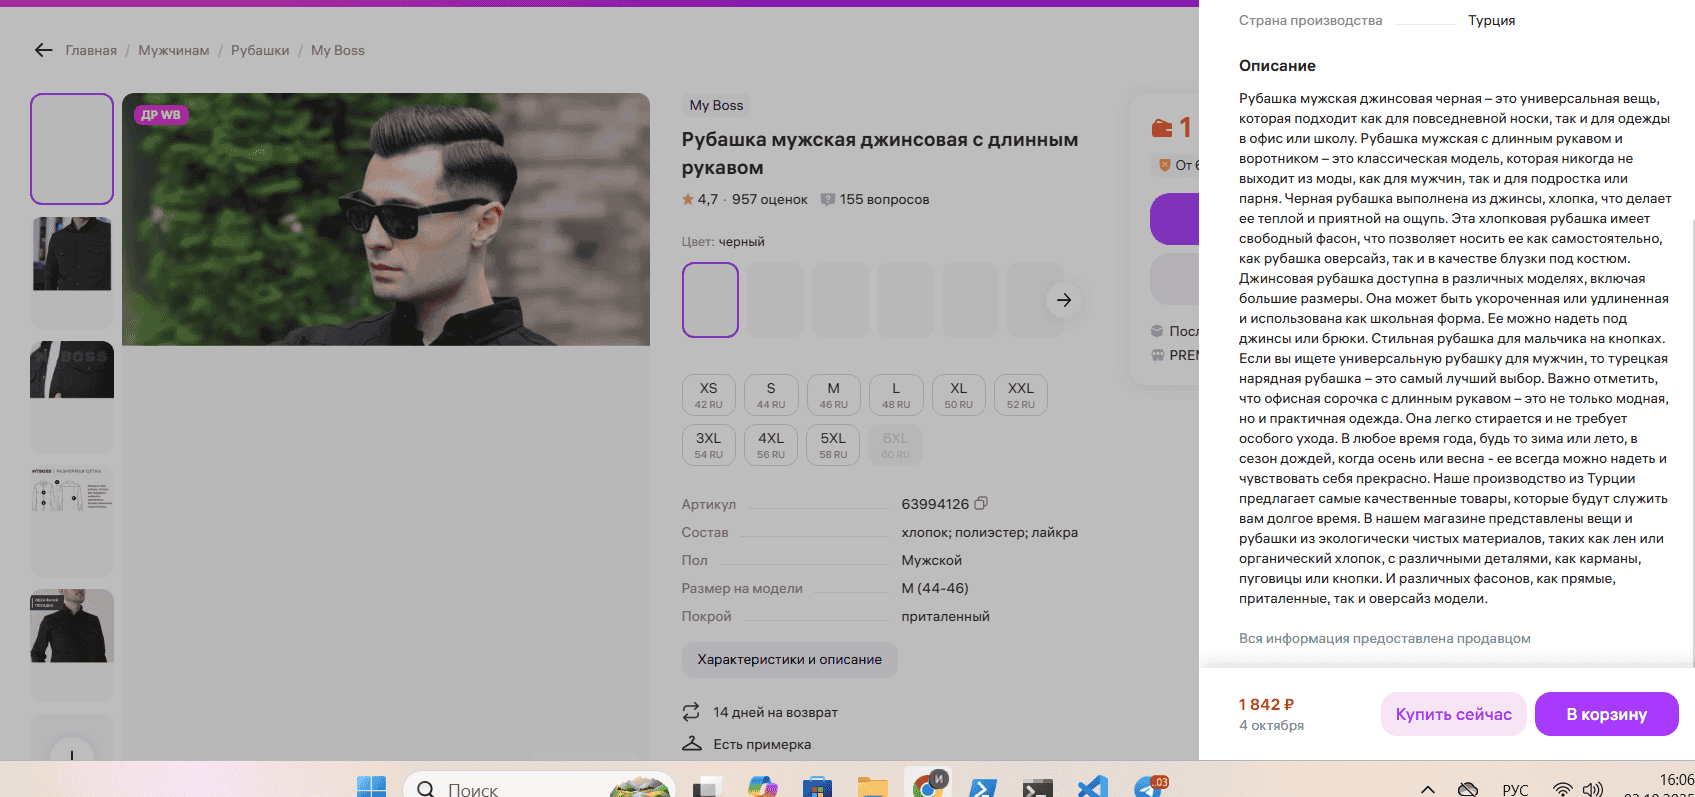 Главная / Мужчинам / Рубашки / My Boss
ДР WB
My Boss
Рубашка мужская джинсовая с длинным
рукавом
4,7 · 957 оценок
155 вопросов
Цвет: черный
XS
42 RU
S
44 RU
M
46 RU
L
48 RU
XL
50 RU
XXL
52 RU
3XL
54 RU
4XL
56 RU
5XL
58 RU
6XL
60 RU
Артикул 63994126
Состав хлопок; полиэстер; лайкра
Пол Мужской
Размер на модели M (44-46)
Покрой приталенный
Характеристики и описание
14 дней на возврат
Есть примерка
MYBOSS | РАЗМЕРНАЯ СЕТКА
ИДЕАЛЬНАЯ
ПОСАДКА
1
От
Посл
PREM
Страна производства Турция
Описание
Рубашка мужская джинсовая черная – это универсальная вещь,
которая подходит как для повседневной носки, так и для одежды
в офис или школу. Рубашка мужская с длинным рукавом и
воротником – это классическая модель, которая никогда не
выходит из моды, как для мужчин, так и для подростка или
парня. Черная рубашка выполнена из джинсы, хлопка, что делает
ее теплой и приятной на ощупь. Эта хлопковая рубашка имеет
свободный фасон, что позволяет носить ее как самостоятельно,
как рубашка оверсайз, так и в качестве блузки под костюм.
Джинсовая рубашка доступна в различных моделях, включая
большие размеры. Она может быть укороченная или удлиненная
и использована как школьная форма. Ее можно надеть под
джинсы или брюки. Стильная рубашка для мальчика на кнопках.
Если вы ищете универсальную рубашку для мужчин, то турецкая
нарядная рубашка – это самый лучший выбор. Важно отметить,
что офисная сорочка с длинным рукавом – это не только модная,
но и практичная одежда. Она легко стирается и не требует
особого ухода. В любое время года, будь то зима или лето, в
сезон дождей, когда осень или весна - ее всегда можно надеть и
чувствовать себя прекрасно. Наше производство из Турции
предлагает самые качественные товары, которые будут служить
вам долгое время. В нашем магазине представлены вещи и
рубашки из экологически чистых материалов, таких как лен или
органический хлопок, с различными деталями, как карманы,
пуговицы или кнопки. И различных фасонов, как прямые,
приталенные, так и оверсайз модели.
Вся информация предоставлена продавцом
1 842 ₽
4 октября
Купить сейчас
В корзину
Поиск
И
03
РУС
16:06